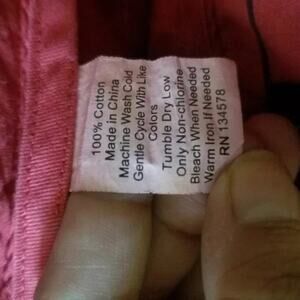 100% Cotton
Made in China
Machine Wash Cold
Gentle Cycle With Like
Colors
Tumble Dry Low
Only Non-chlorine
Bleach When Needed
Warm Iron If Needed
RN 134578